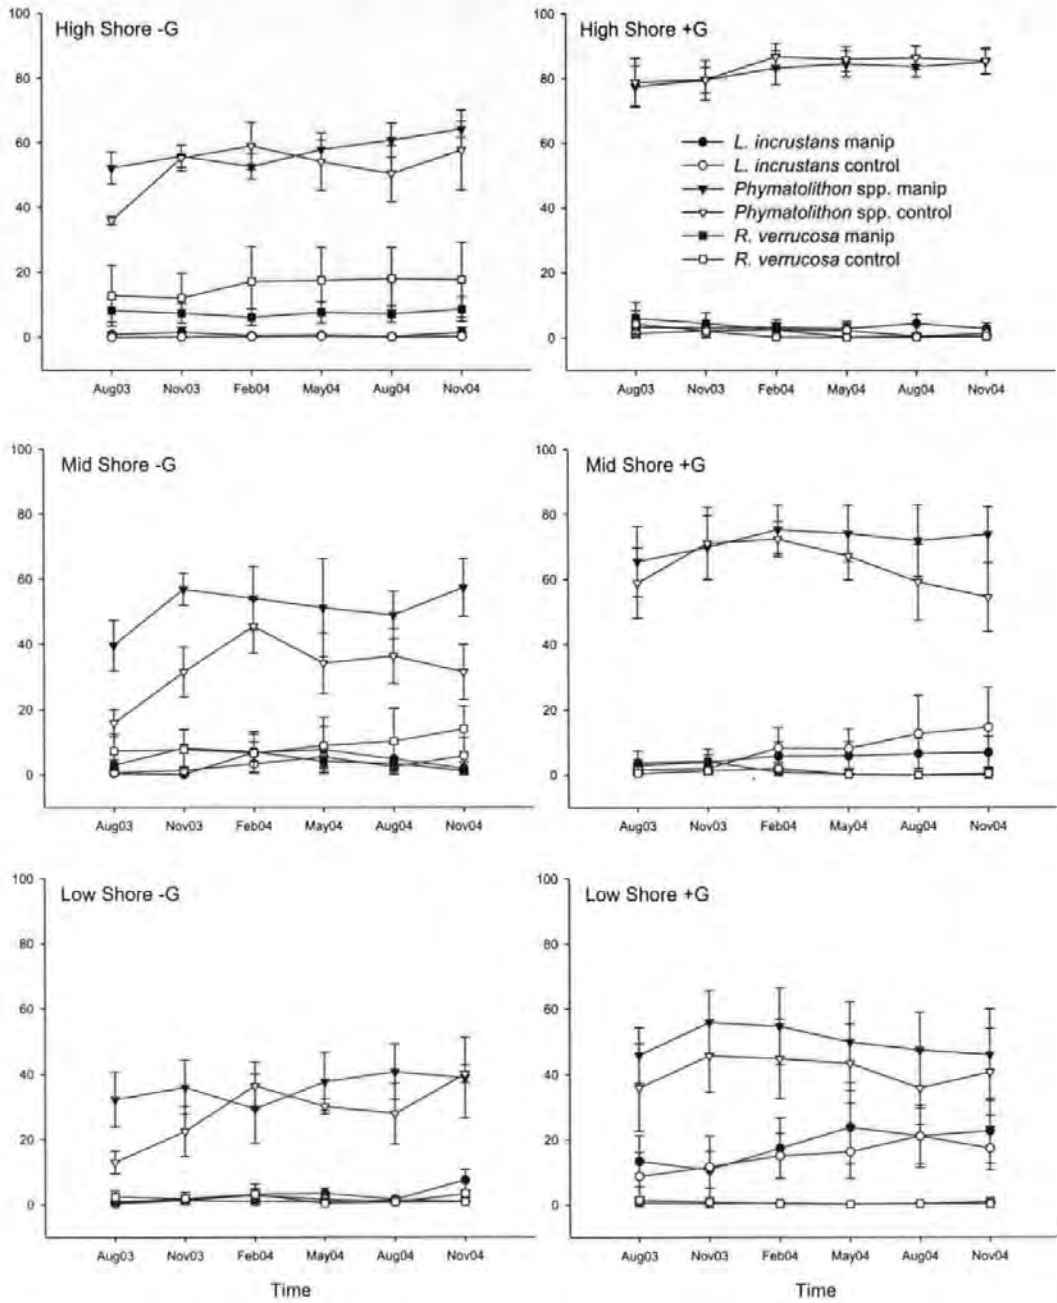 High Shore -G
80
60
40
20
0
Aug03 Nov03 Feb04 May04 Aug04 Nov04
100
High Shore +G
80
60
40
20
0
L. incrustans manip
L. incrustans control
Phymatolithon spp. manip
Phymatolithon spp. control
R. verrucosa manip
R. verrucosa control
Aug03 Nov03 Feb04 May04 Aug04 Nov04
100
Mid Shore -G
80
60
40
20
0
Aug03 Nov03 Feb04 May04 Aug04 Nov04
100
Mid Shore +G
80
60
40
20
0
Aug03 Nov03 Feb04 May04 Aug04 Nov04
100
Low Shore -G
80
60
40
20
0
Aug03 Nov03 Feb04 May04 Aug04 Nov04
Time
100
Low Shore +G
80
60
40
20
0
Aug03 Nov03 Feb04 May04 Aug04 Nov04
Time